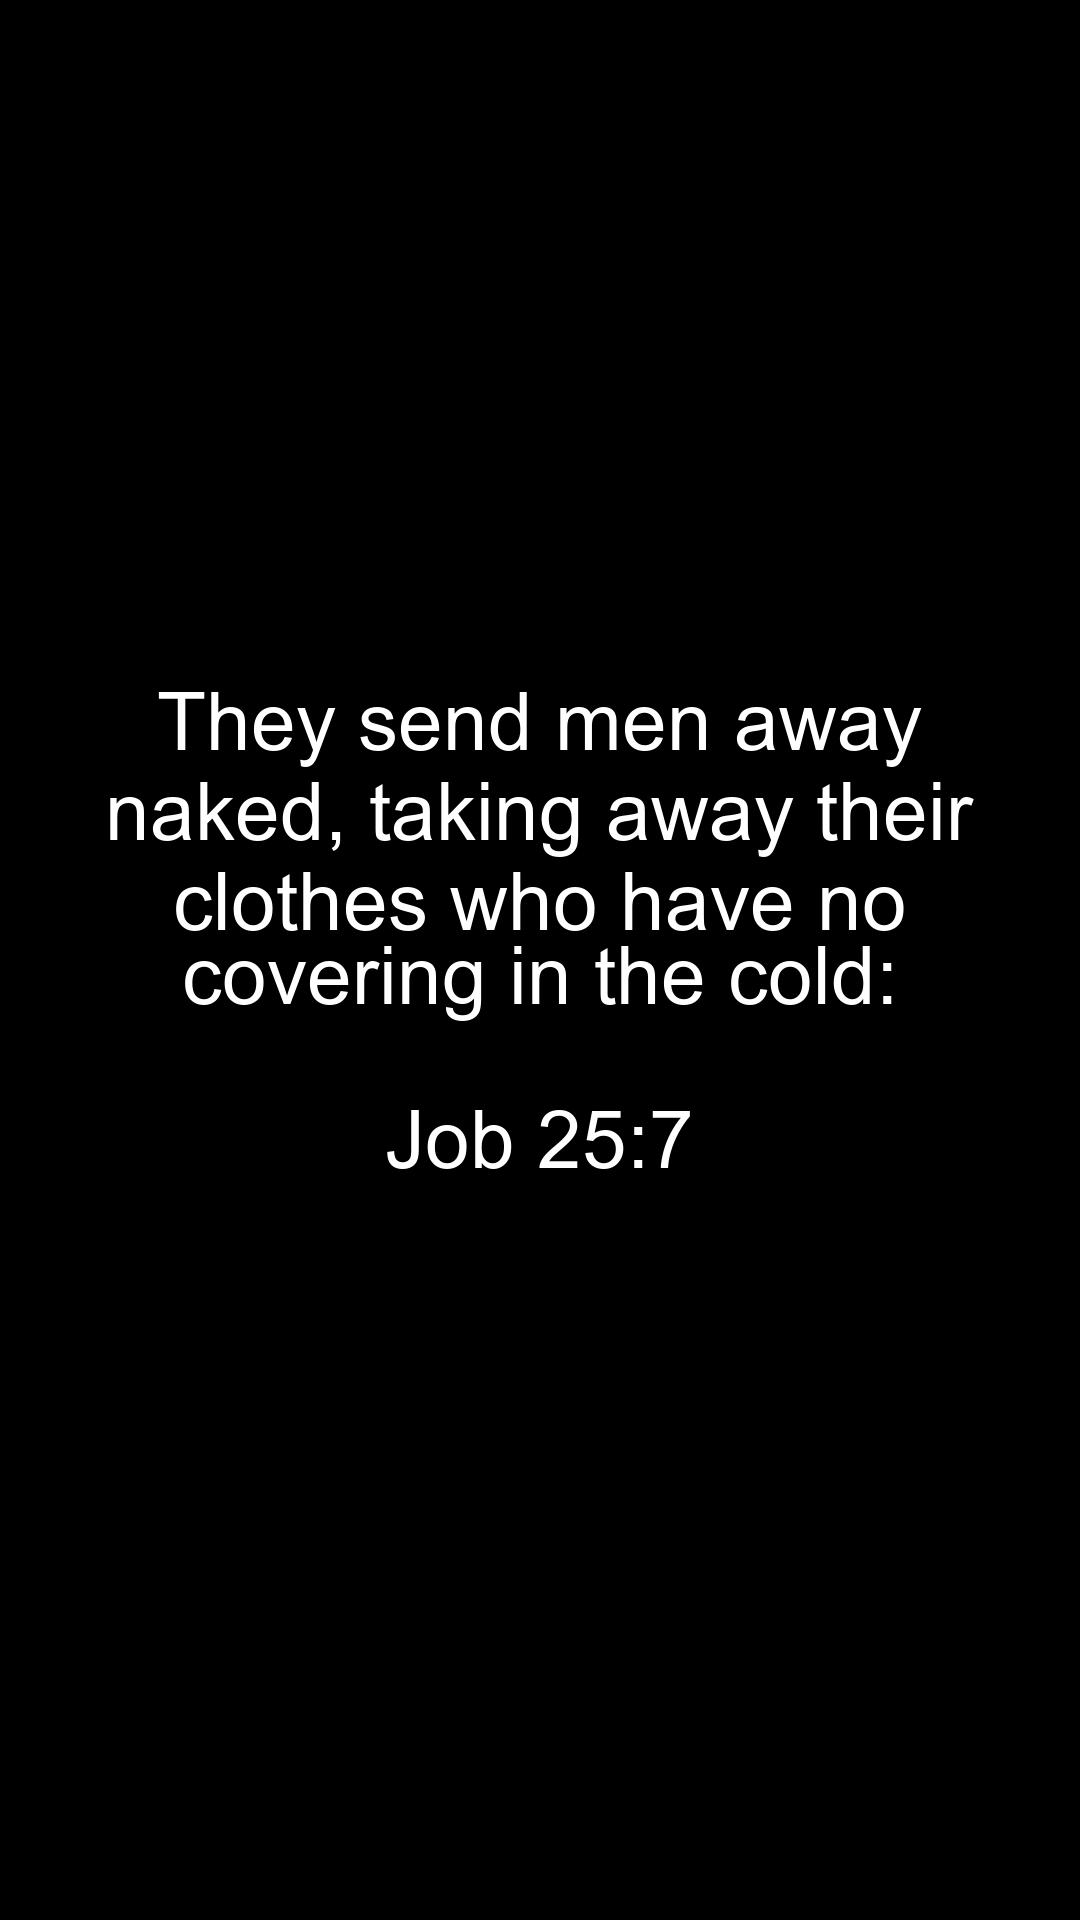 They send men away
naked, taking away their
clothes who have no
covering in the cold:
Job 25:7